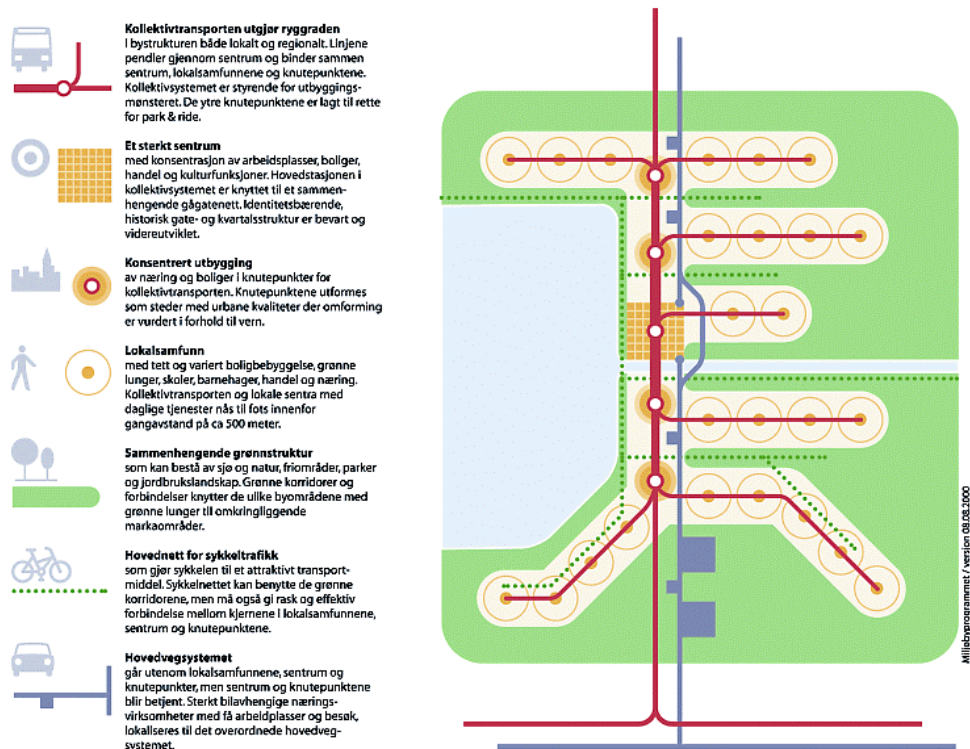 Kollektivtransporten utgjør ryggraden
i bystrukturen både lokalt og regionalt. Linjene
pendler gjennom sentrum og binder sammen
sentrum, lokalsamfunnene og knutepunktene.
Kollektivsystemet er styrende for utbyggings-
mønsteret. De ytre knutepunktene er lagt til rette
for park & ride.
Et sterkt sentrum
med konsentrasjon av arbeidsplasser, boliger,
handel og kulturfunksjoner. Hovedstasjonen i
kollektivsystemet er knyttet til et sammen-
hengende gågatenett. Identitetsbærende,
historisk gate- og kvartalsstruktur er bevart og
videreutviklet.
Konsentrert utbygging
av næring og boliger i knutepunkter for
kollektivtransporten. Knutepunktene utformes
som steder med urbane kvaliteter der omforming
er vurdert i forhold til vern.
Lokalsamfunn
med tett og variert boligbebyggelse, grønne
lunger, skoler, barnehager, handel og næring.
Kollektivtransporten og lokale sentra med
daglige tjenester nås til fots innenfor
gangavstand på ca 500 meter.
Sammenhengende grønnstruktur
som kan bestå av sjø og natur, friområder, parker
og jordbrukslandskap. Grønne korridorer og
forbindelser knytter de ulike byområdene med
grønne lunger til omkringliggende
markaområder.
Hovednett for sykkeltrafikk
som gjør sykkelen til et attraktivt transport-
middel. Sykkelnettet kan benytte de grønne
korridorene, men må også gi rask og effektiv
forbindelse mellom kjernene i lokalsamfunnene,
sentrum og knutepunktene.
Hovedvegsystemet
går utenom lokalsamfunnene, sentrum og
knutepunkter, men sentrum og knutepunktene
blir betjent. Sterkt bilavhengige nærings-
virksomheter med få arbeidplasser og besøk,
lokaliseres til det overordnede hovedveg-
systemet.
Miljøbyprogrammet / version 08.08.2000